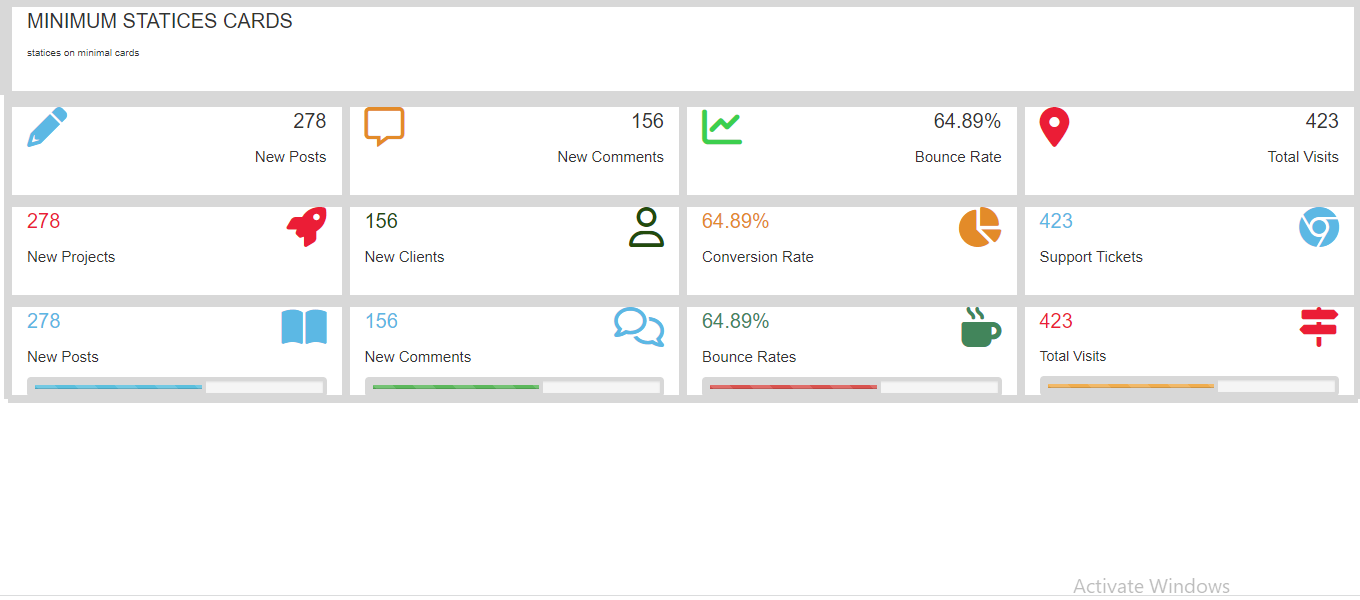 MINIMUM STATICES CARDS
statices on minimal cards
278
New Posts
156
New Comments
64.89%
Bounce Rate
423
Total Visits
278
New Projects
156
New Clients
64.89%
Conversion Rate
423
Support Tickets
278
New Posts
156
New Comments
64.89%
Bounce Rates
423
Total Visits
Activate Windows